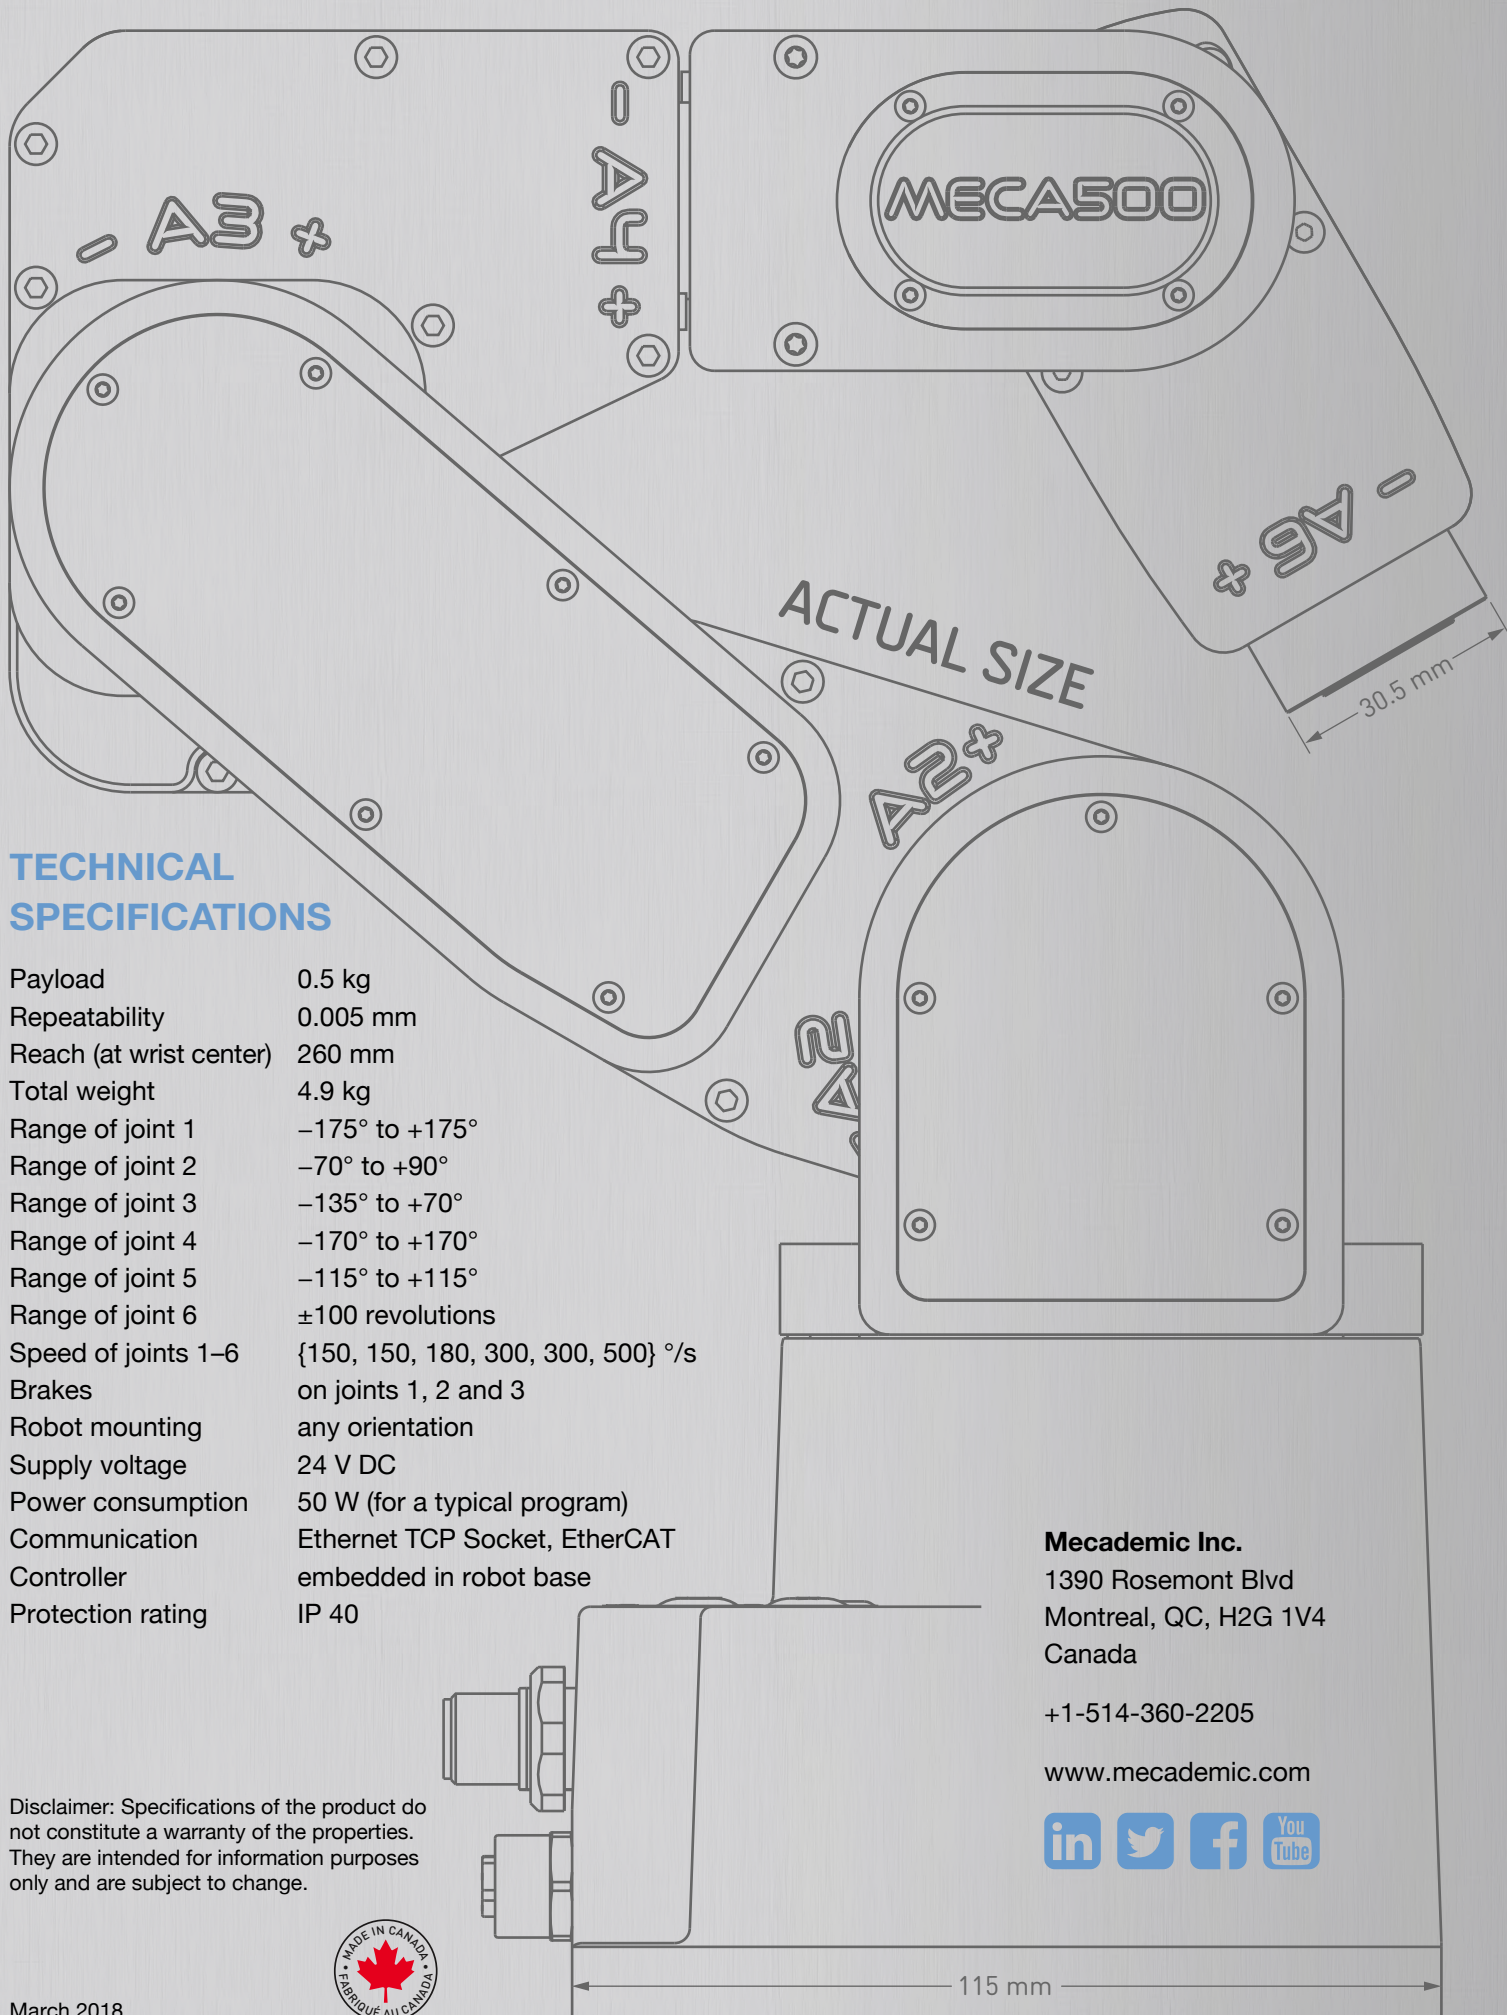 − A3 +
− A4 +
MECA500
− A6 +
ACTUAL SIZE
30.5 mm
A2+
A2
TECHNICAL
SPECIFICATIONS
Payload 0.5 kg
Repeatability 0.005 mm
Reach (at wrist center) 260 mm
Total weight 4.9 kg
Range of joint 1 −175° to +175°
Range of joint 2 −70° to +90°
Range of joint 3 −135° to +70°
Range of joint 4 −170° to +170°
Range of joint 5 −115° to +115°
Range of joint 6 ±100 revolutions
Speed of joints 1–6 {150, 150, 180, 300, 300, 500} °/s
Brakes on joints 1, 2 and 3
Robot mounting any orientation
Supply voltage 24 V DC
Power consumption 50 W (for a typical program)
Communication Ethernet TCP Socket, EtherCAT
Controller embedded in robot base
Protection rating IP 40
Mecademic Inc.
1390 Rosemont Blvd
Montreal, QC, H2G 1V4
Canada
+1-514-360-2205
www.mecademic.com
in
You
Tube
Disclaimer: Specifications of the product do
not constitute a warranty of the properties.
They are intended for information purposes
only and are subject to change.
• MADE IN CANADA •
FABRIQUÉ AU CANADA
115 mm
March 2018